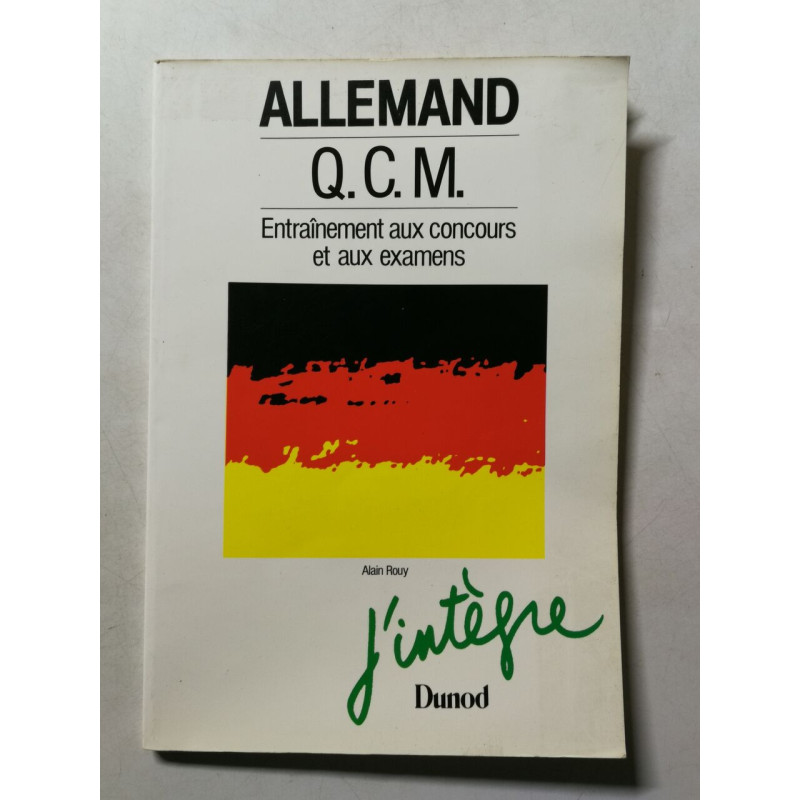 ALLEMAND
Q. C. M.
Entraînement aux concours
et aux examens
Alain Rouy
j'intègre
Dunod